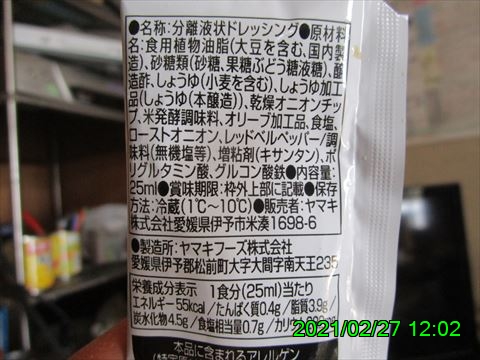 ●名称:分離液状ドレッシング●原材料
名:食用植物油脂(大豆を含む、国内製
造)、砂糖類(砂糖、果糖ぶどう糖液糖)、醸
造酢、しょうゆ(小麦を含む)、しょうゆ加工
品(しょうゆ(本醸造))、乾燥オニオンチッ
プ、米発酵調味料、オリーブ加工品、食塩、
ローストオニオン、レッドベルペッパー/調
味料(無機塩等)、増粘剤(キサンタン)、ポ
リグルタミン酸、グルコン酸鉄●内容量:
25ml●賞味期限:枠外上部に記載●保存
方法:冷蔵(1℃~10℃)●販売者:ヤマキ
株式会社 愛媛県伊予市米湊1698-6
●製造所:ヤマキフーズ株式会社
愛媛県伊予郡松前町大字大間字南天王235
栄養成分表示 1食分(25ml)当たり
エネルギー55kcal/たんぱく質0.4g/脂質3.9g/
炭水化物4.5g/食塩相当量0.7g/カリウム
本品に含まれるアレルゲン
2021/02/27 12:02